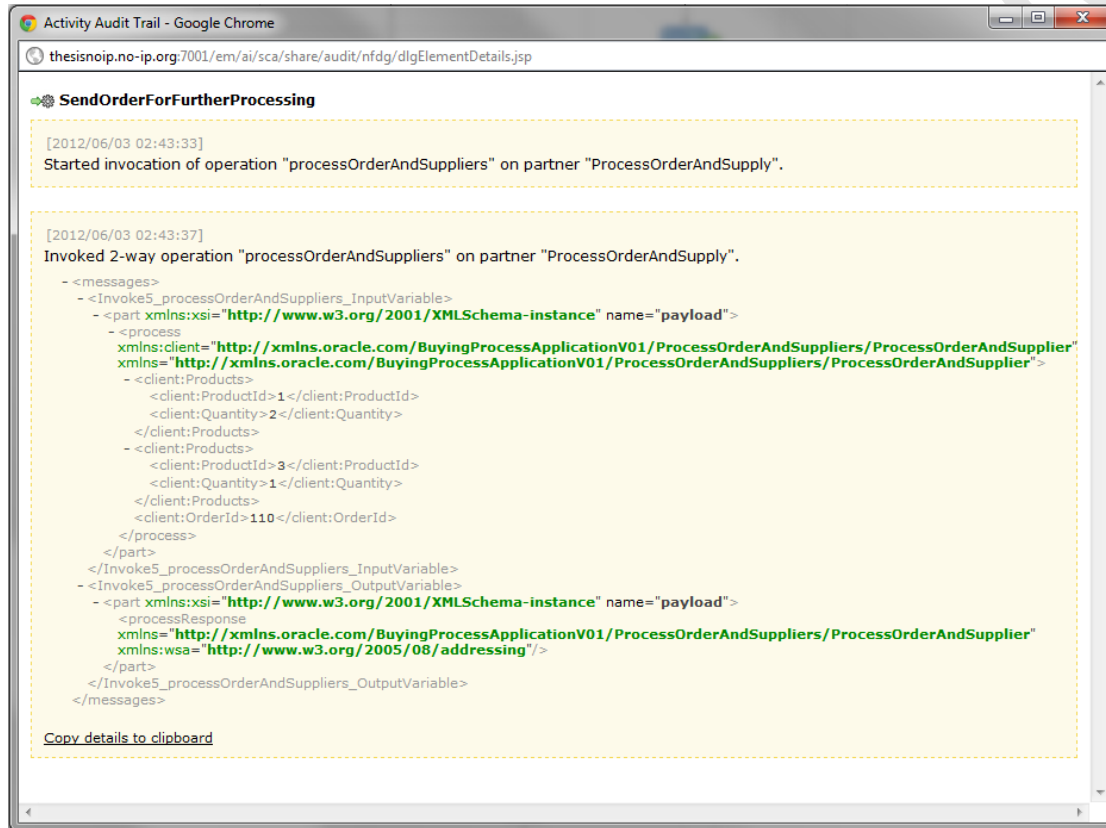 Activity Audit Trail - Google Chrome
thesisnoip.no-ip.org:7001/em/ai/sca/share/audit/nfdg/dlgElementDetails.jsp
SendOrderForFurtherProcessing
[2012/06/03 02:43:33]
Started invocation of operation "processOrderAndSuppliers" on partner "ProcessOrderAndSupply".
[2012/06/03 02:43:37]
Invoked 2-way operation "processOrderAndSuppliers" on partner "ProcessOrderAndSupply".
- <messages>
- <Invoke5_processOrderAndSuppliers_InputVariable>
- <part xmlns:xsi="http://www.w3.org/2001/XMLSchema-instance" name="payload">
- <process
xmlns:client="http://xmlns.oracle.com/BuyingProcessApplicationV01/ProcessOrderAndSuppliers/ProcessOrderAndSupplier"
xmlns="http://xmlns.oracle.com/BuyingProcessApplicationV01/ProcessOrderAndSuppliers/ProcessOrderAndSupplier">
- <client:Products>
<client:ProductId>1</client:ProductId>
<client:Quantity>2</client:Quantity>
</client:Products>
- <client:Products>
<client:ProductId>3</client:ProductId>
<client:Quantity>1</client:Quantity>
</client:Products>
<client:OrderId>110</client:OrderId>
</process>
</part>
</Invoke5_processOrderAndSuppliers_InputVariable>
- <Invoke5_processOrderAndSuppliers_OutputVariable>
- <part xmlns:xsi="http://www.w3.org/2001/XMLSchema-instance" name="payload">
<processResponse
xmlns="http://xmlns.oracle.com/BuyingProcessApplicationV01/ProcessOrderAndSuppliers/ProcessOrderAndSupplier"
xmlns:wsa="http://www.w3.org/2005/08/addressing"/>
</part>
</Invoke5_processOrderAndSuppliers_OutputVariable>
</messages>
Copy details to clipboard